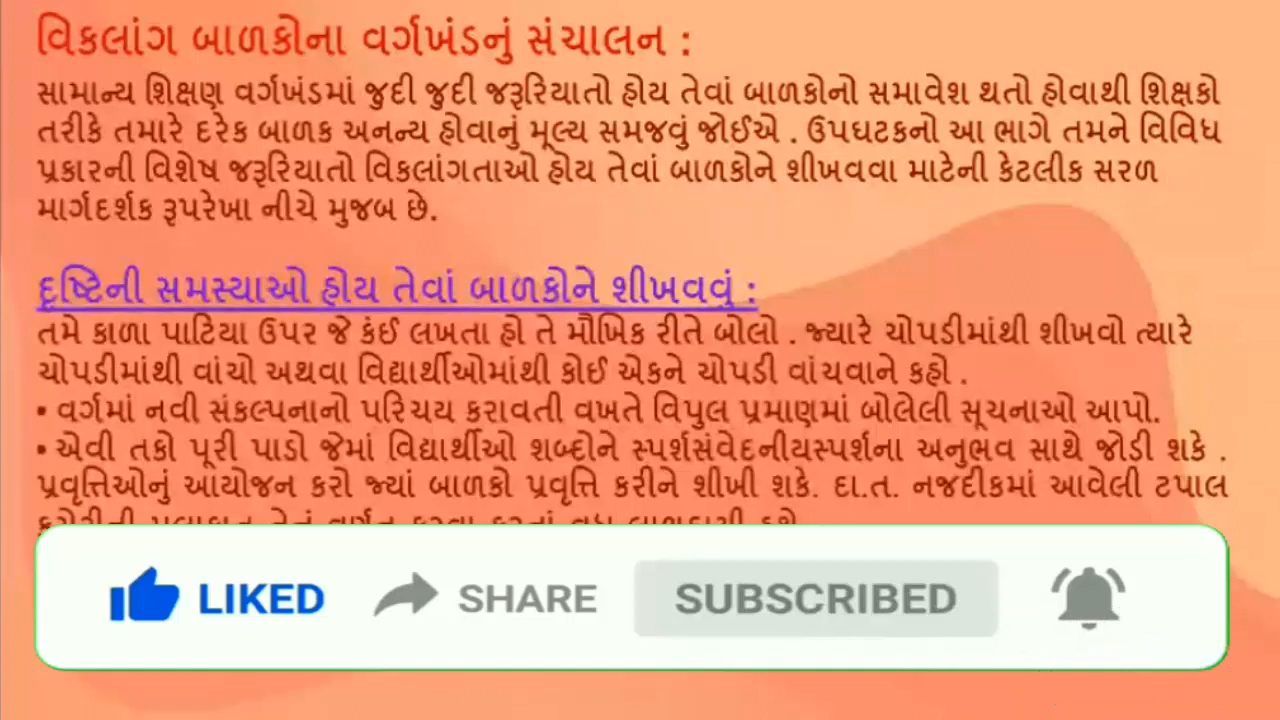 વિકલાંગ બાળકોના વર્ગખંડનું સંચાલન :
સામાન્ય શિક્ષણ વર્ગખંડમાં જુદી જુદી જરૂરિયાતો હોય તેવાં બાળકોનો સમાવેશ થતો હોવાથી શિક્ષકો
તરીકે તમારે દરેક બાળક અનન્ય હોવાનું મૂલ્ય સમજવું જોઈએ . ઉપઘટકનો આ ભાગે તમને વિવિધ
પ્રકારની વિશેષ જરૂરિયાતો વિકલાંગતાઓ હોય તેવાં બાળકોને શીખવવા માટેની કેટલીક સરળ
માર્ગદર્શક રૂપરેખા નીચે મુજબ છે.
દૃષ્ટિની સમસ્યાઓ હોય તેવાં બાળકોને શીખવવું :
તમે કાળા પાટિયા ઉપર જે કંઈ લખતા હો તે મૌખિક રીતે બોલો . જ્યારે ચોપડીમાંથી શીખવો ત્યારે
ચોપડીમાંથી વાંચો અથવા વિદ્યાર્થીઓમાંથી કોઈ એકને ચોપડી વાંચવાને કહો .
• વર્ગમાં નવી સંકલ્પનાનો પરિચય કરાવતી વખતે વિપુલ પ્રમાણમાં બોલેલી સૂચનાઓ આપો.
• એવી તકો પૂરી પાડો જેમાં વિદ્યાર્થીઓ શબ્દોને સ્પર્શસંવેદનીયસ્પર્શના અનુભવ સાથે જોડી શકે .
પ્રવૃત્તિઓનું આયોજન કરો જ્યાં બાળકો પ્રવૃત્તિ કરીને શીખી શકે. દા.ત. નજદીકમાં આવેલી ટપાલ
LIKED SHARE SUBSCRIBED